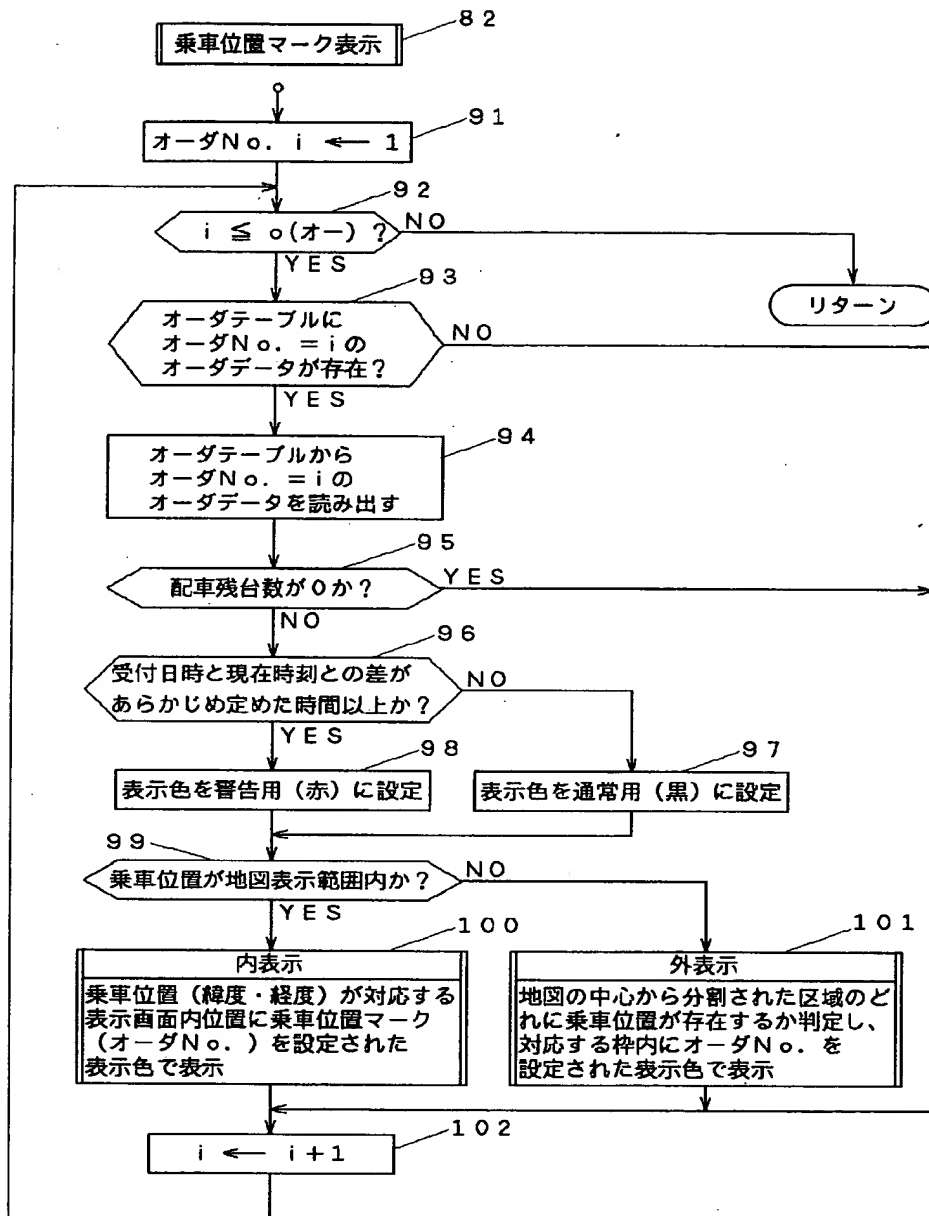 82
乗車位置マーク表示
91
オーダNo. i ← 1
92
i ≦ o(オー)?
NO
YES
93
リターン
オーダテーブルに
オーダNo.=iの
オーダデータが存在?
NO
YES
94
オーダテーブルから
オーダNo.=iの
オーダデータを読み出す
95
配車残台数が0か?
YES
NO
96
受付日時と現在時刻との差が
あらかじめ定めた時間以上か?
NO
YES
98
表示色を警告用(赤)に設定
97
表示色を通常用(黒)に設定
99
乗車位置が地図表示範囲内か?
NO
YES
100
内表示
乗車位置(緯度・経度)が対応する
表示画面内位置に乗車位置マーク
(オーダNo.)を設定された
表示色で表示
101
外表示
地図の中心から分割された区域のど
れに乗車位置が存在するか判定し、
対応する枠内にオーダNo.を
設定された表示色で表示
102
i ← i+1